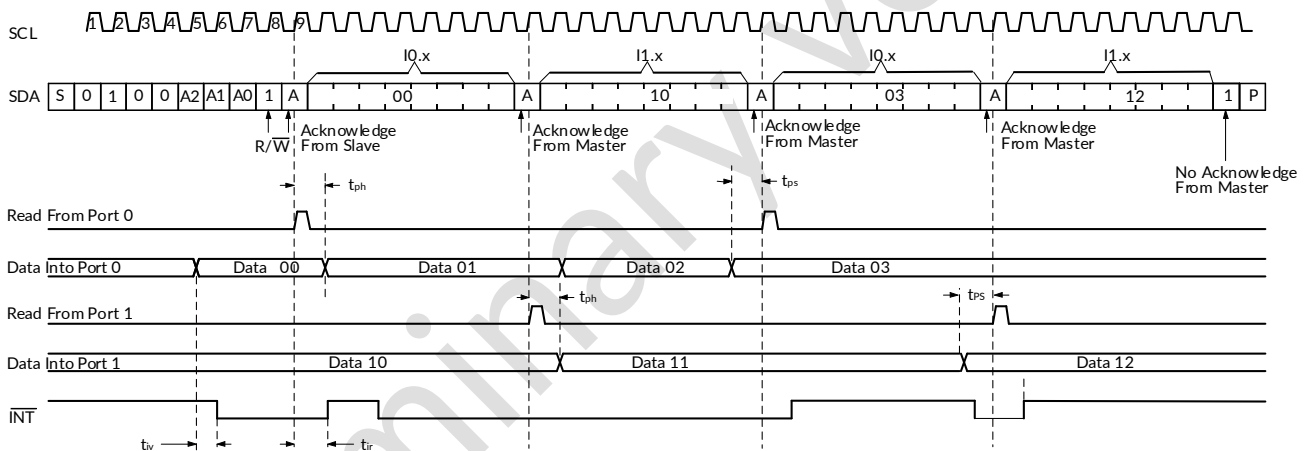 SCL 1 2 3 4 5 6 7 8 9
I0.x I1.x I0.x I1.x
SDA S 0 1 0 0 A2 A1 A0 1 A 00 A 10 A 03 A 12 1 P
R/W̅
Acknowledge
From Slave
Acknowledge
From Master
Acknowledge
From Master
Acknowledge
From Master
No Acknowledge
From Master
tph tps
Read From Port 0
Data Into Port 0 Data 00 Data 01 Data 02 Data 03
tph tPS
Read From Port 1
Data Into Port 1 Data 10 Data 11 Data 12
I̅N̅T̅
tiv tir